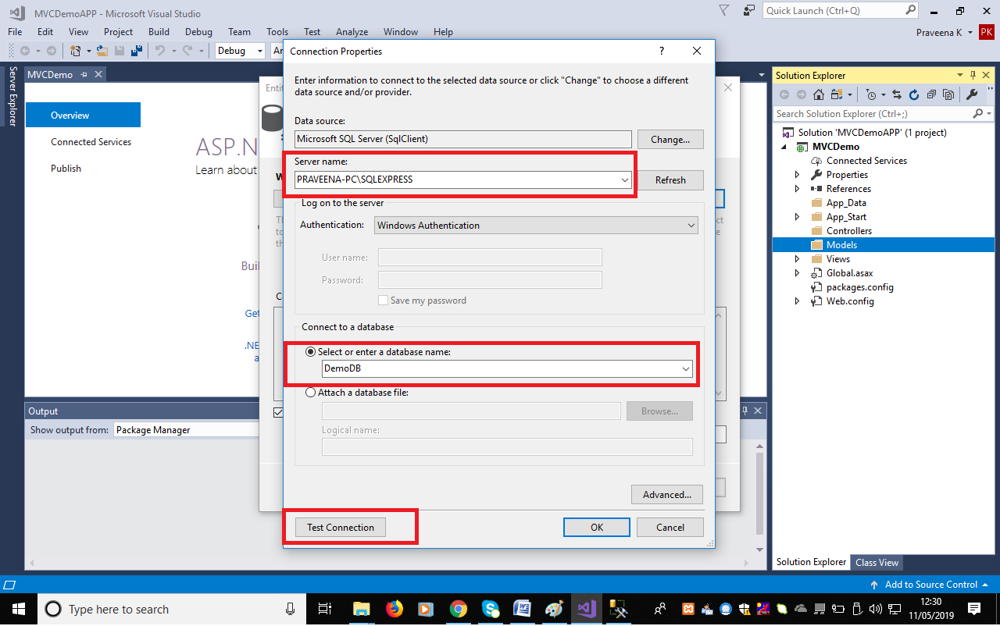 MVCDemoAPP - Microsoft Visual Studio
Quick Launch (Ctrl+Q)
File Edit View Project Build Debug Team Tools Test Analyze Window Help
Praveena K PK
Debug
Server Explorer
MVCDemo
Overview
Connected Services
Publish
ASP.N
Learn about
Buil
Get
.NE
a
Connection Properties
?
Enter information to connect to the selected data source or click "Change" to choose a different
data source and/or provider.
Data source:
Microsoft SQL Server (SqlClient)
Change...
Server name:
PRAVEENA-PC\SQLEXPRESS
Refresh
Log on to the server
Authentication: Windows Authentication
User name:
Password:
Save my password
Connect to a database
Select or enter a database name:
DemoDB
Attach a database file:
Browse...
Logical name:
Advanced...
Test Connection
OK
Cancel
Output
Show output from: Package Manager
Solution Explorer
Search Solution Explorer (Ctrl+;)
Solution 'MVCDemoAPP' (1 project)
MVCDemo
Connected Services
Properties
References
App_Data
App_Start
Controllers
Models
Views
Global.asax
packages.config
Web.config
Solution Explorer Class View
Add to Source Control
Type here to search
12:30
11/05/2019